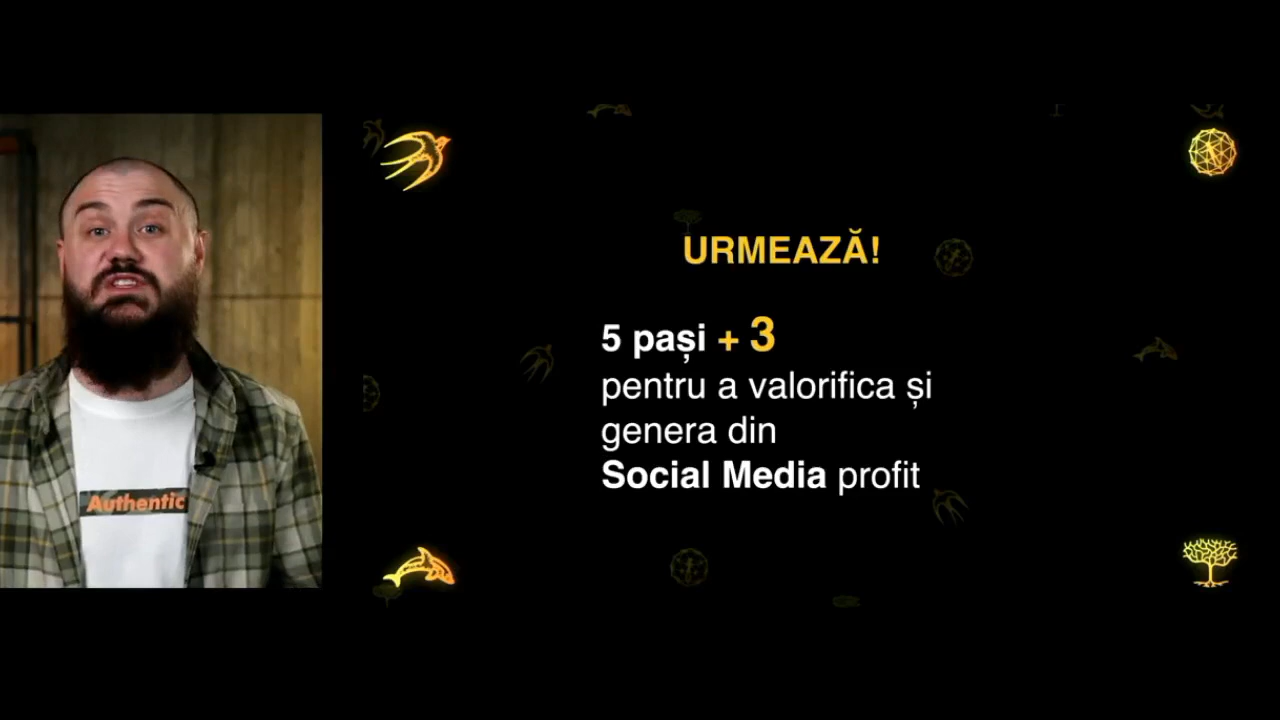 Authentic
URMEAZĂ!
5 pași + 3
pentru a valorifica și
genera din
Social Media profit